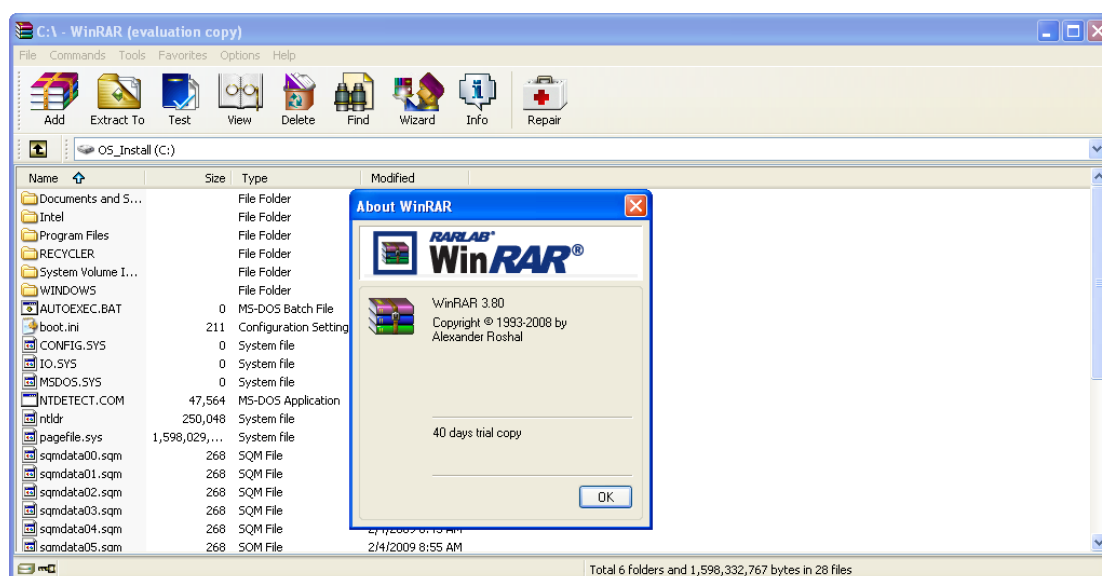 C:\ - WinRAR (evaluation copy)
File Commands Tools Favorites Options Help
Add Extract To Test View Delete Find Wizard Info Repair
OS_Install (C:)
Name Size Type Modified
Documents and S... File Folder
Intel File Folder
Program Files File Folder
RECYCLER File Folder
System Volume I... File Folder
WINDOWS File Folder
AUTOEXEC.BAT 0 MS-DOS Batch File
boot.ini 211 Configuration Setting
CONFIG.SYS 0 System file
IO.SYS 0 System file
MSDOS.SYS 0 System file
NTDETECT.COM 47,564 MS-DOS Application
ntldr 250,048 System file
pagefile.sys 1,598,029,... System file
sqmdata00.sqm 268 SQM File
sqmdata01.sqm 268 SQM File
sqmdata02.sqm 268 SQM File
sqmdata03.sqm 268 SQM File
sqmdata04.sqm 268 SQM File
sqmdata05.sqm 268 SQM File 2/4/2009 8:55 AM
About WinRAR
RARLAB®
WinRAR®
WinRAR 3.80
Copyright © 1993-2008 by
Alexander Roshal
40 days trial copy
OK
Total 6 folders and 1,598,332,767 bytes in 28 files